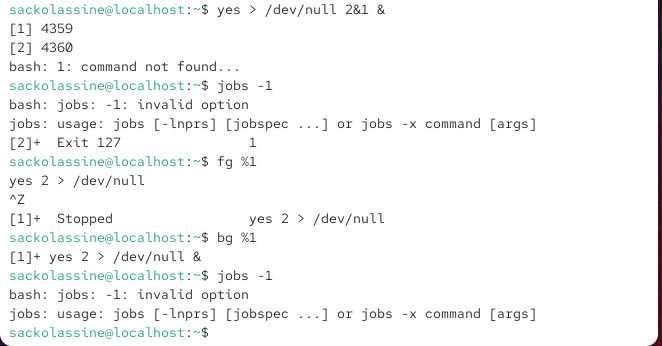 sackolassine@localhost:~$ yes > /dev/null 2&1 &
[1] 4359
[2] 4360
bash: 1: command not found...
sackolassine@localhost:~$ jobs -1
bash: jobs: -1: invalid option
jobs: usage: jobs [-lnprs] [jobspec ...] or jobs -x command [args]
[2]+  Exit 127                1
sackolassine@localhost:~$ fg %1
yes 2 > /dev/null
^Z
[1]+  Stopped                 yes 2 > /dev/null
sackolassine@localhost:~$ bg %1
[1]+ yes 2 > /dev/null &
sackolassine@localhost:~$ jobs -1
bash: jobs: -1: invalid option
jobs: usage: jobs [-lnprs] [jobspec ...] or jobs -x command [args]
sackolassine@localhost:~$